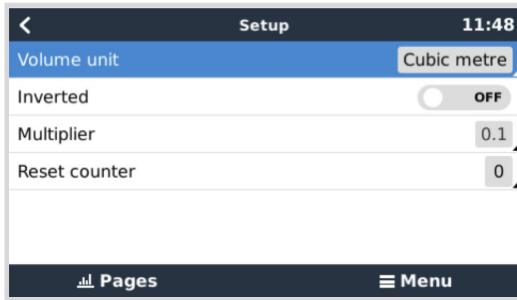 Setup 11:48
Volume unit Cubic metre
Inverted OFF
Multiplier 0.1
Reset counter 0
Pages Menu